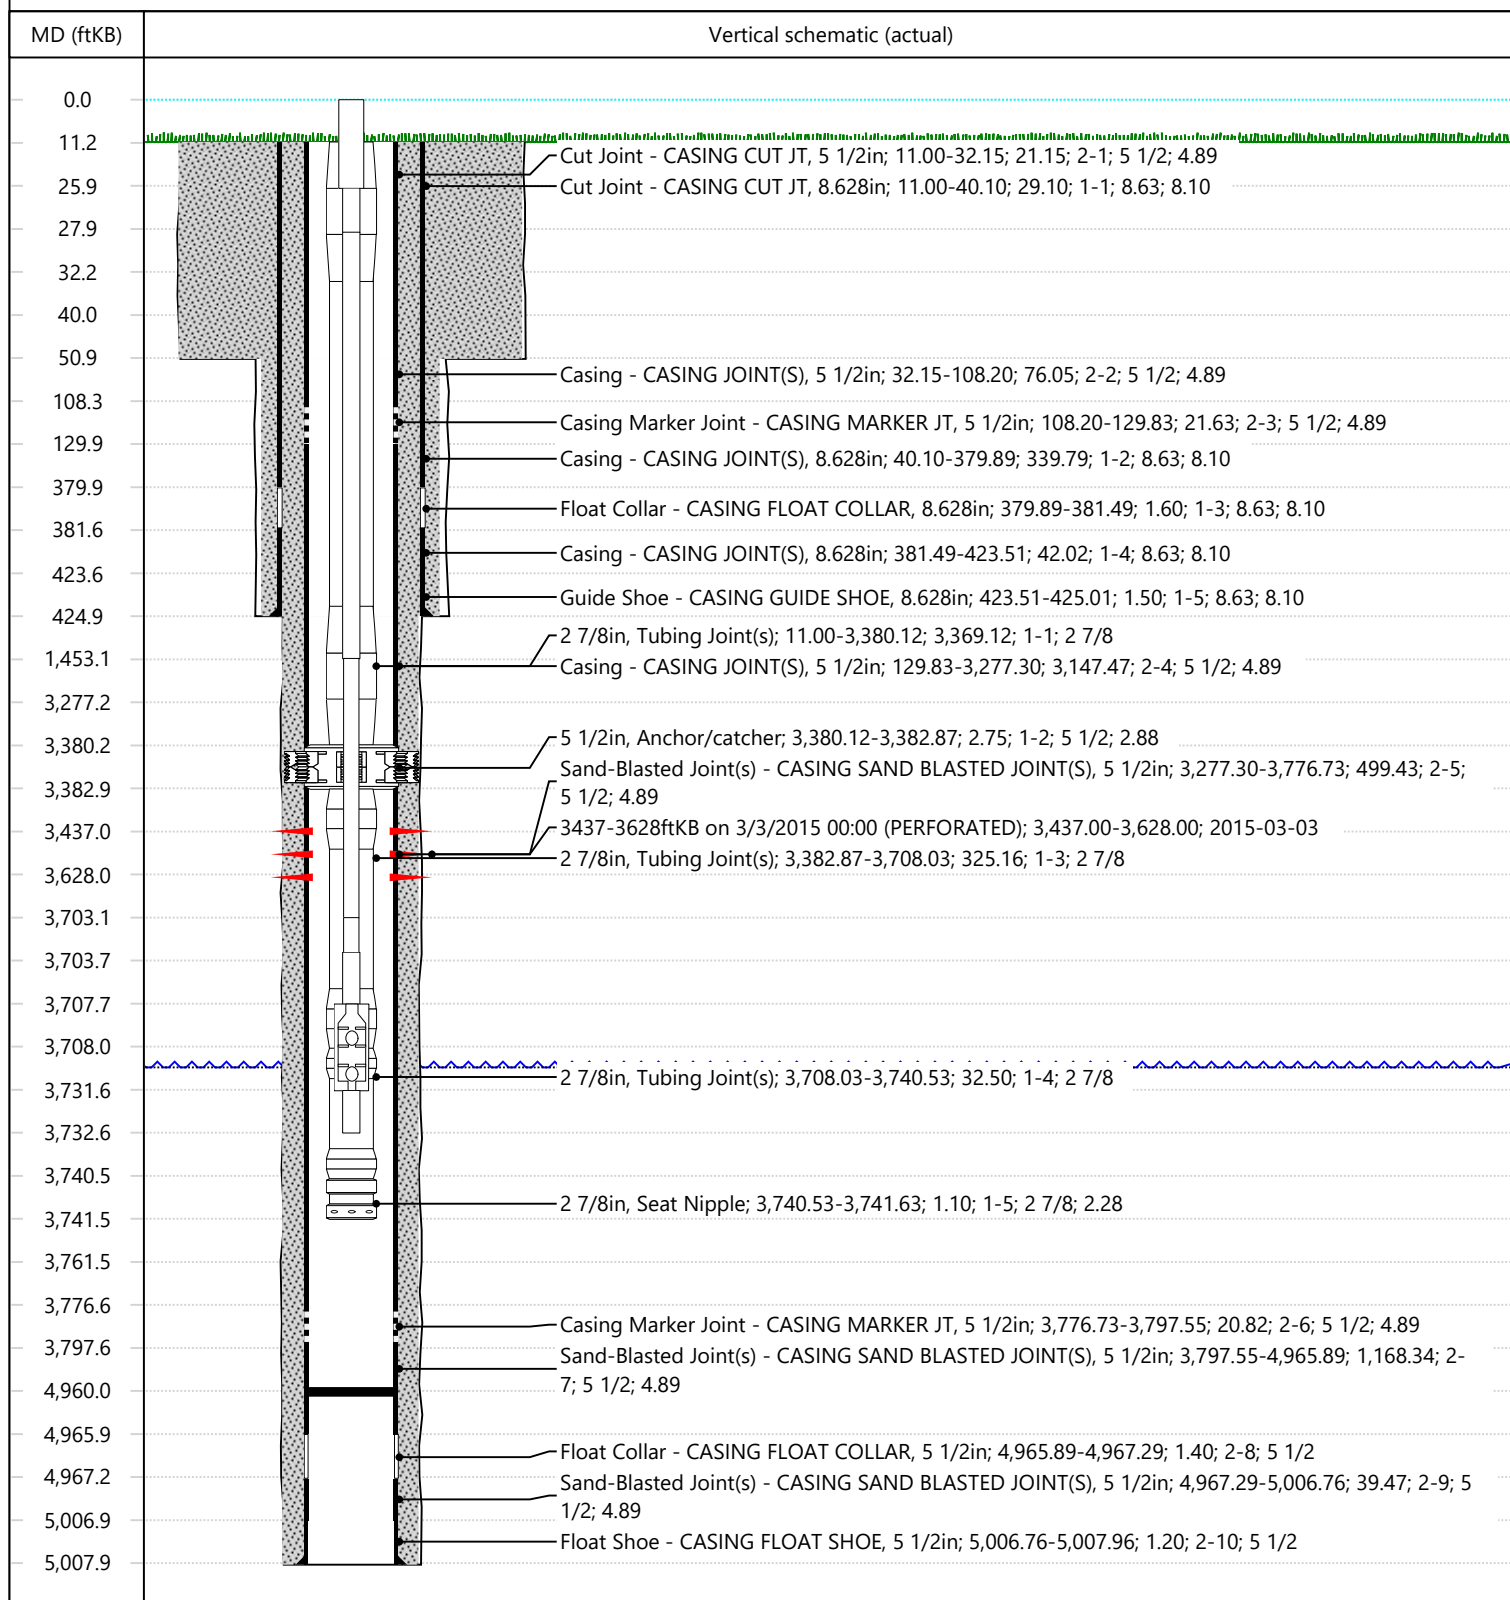 MD (ftKB)
Vertical schematic (actual)
0.0
11.2
Cut Joint - CASING CUT JT, 5 1/2in; 11.00-32.15; 21.15; 2-1; 5 1/2; 4.89
25.9
Cut Joint - CASING CUT JT, 8.628in; 11.00-40.10; 29.10; 1-1; 8.63; 8.10
27.9
32.2
40.0
50.9
Casing - CASING JOINT(S), 5 1/2in; 32.15-108.20; 76.05; 2-2; 5 1/2; 4.89
108.3
Casing Marker Joint - CASING MARKER JT, 5 1/2in; 108.20-129.83; 21.63; 2-3; 5 1/2; 4.89
129.9
Casing - CASING JOINT(S), 8.628in; 40.10-379.89; 339.79; 1-2; 8.63; 8.10
379.9
Float Collar - CASING FLOAT COLLAR, 8.628in; 379.89-381.49; 1.60; 1-3; 8.63; 8.10
381.6
Casing - CASING JOINT(S), 8.628in; 381.49-423.51; 42.02; 1-4; 8.63; 8.10
423.6
Guide Shoe - CASING GUIDE SHOE, 8.628in; 423.51-425.01; 1.50; 1-5; 8.63; 8.10
424.9
2 7/8in, Tubing Joint(s); 11.00-3,380.12; 3,369.12; 1-1; 2 7/8
1,453.1
Casing - CASING JOINT(S), 5 1/2in; 129.83-3,277.30; 3,147.47; 2-4; 5 1/2; 4.89
3,277.2
5 1/2in, Anchor/catcher; 3,380.12-3,382.87; 2.75; 1-2; 5 1/2; 2.88
3,380.2
Sand-Blasted Joint(s) - CASING SAND BLASTED JOINT(S), 5 1/2in; 3,277.30-3,776.73; 499.43; 2-5;
5 1/2; 4.89
3,382.9
3437-3628ftKB on 3/3/2015 00:00 (PERFORATED); 3,437.00-3,628.00; 2015-03-03
3,437.0
2 7/8in, Tubing Joint(s); 3,382.87-3,708.03; 325.16; 1-3; 2 7/8
3,628.0
3,703.1
3,703.7
3,707.7
3,708.0
2 7/8in, Tubing Joint(s); 3,708.03-3,740.53; 32.50; 1-4; 2 7/8
3,731.6
3,732.6
3,740.5
2 7/8in, Seat Nipple; 3,740.53-3,741.63; 1.10; 1-5; 2 7/8; 2.28
3,741.5
3,761.5
3,776.6
Casing Marker Joint - CASING MARKER JT, 5 1/2in; 3,776.73-3,797.55; 20.82; 2-6; 5 1/2; 4.89
3,797.6
Sand-Blasted Joint(s) - CASING SAND BLASTED JOINT(S), 5 1/2in; 3,797.55-4,965.89; 1,168.34; 2-
7; 5 1/2; 4.89
4,960.0
4,965.9
Float Collar - CASING FLOAT COLLAR, 5 1/2in; 4,965.89-4,967.29; 1.40; 2-8; 5 1/2
4,967.2
Sand-Blasted Joint(s) - CASING SAND BLASTED JOINT(S), 5 1/2in; 4,967.29-5,006.76; 39.47; 2-9; 5
1/2; 4.89
5,006.9
Float Shoe - CASING FLOAT SHOE, 5 1/2in; 5,006.76-5,007.96; 1.20; 2-10; 5 1/2
5,007.9